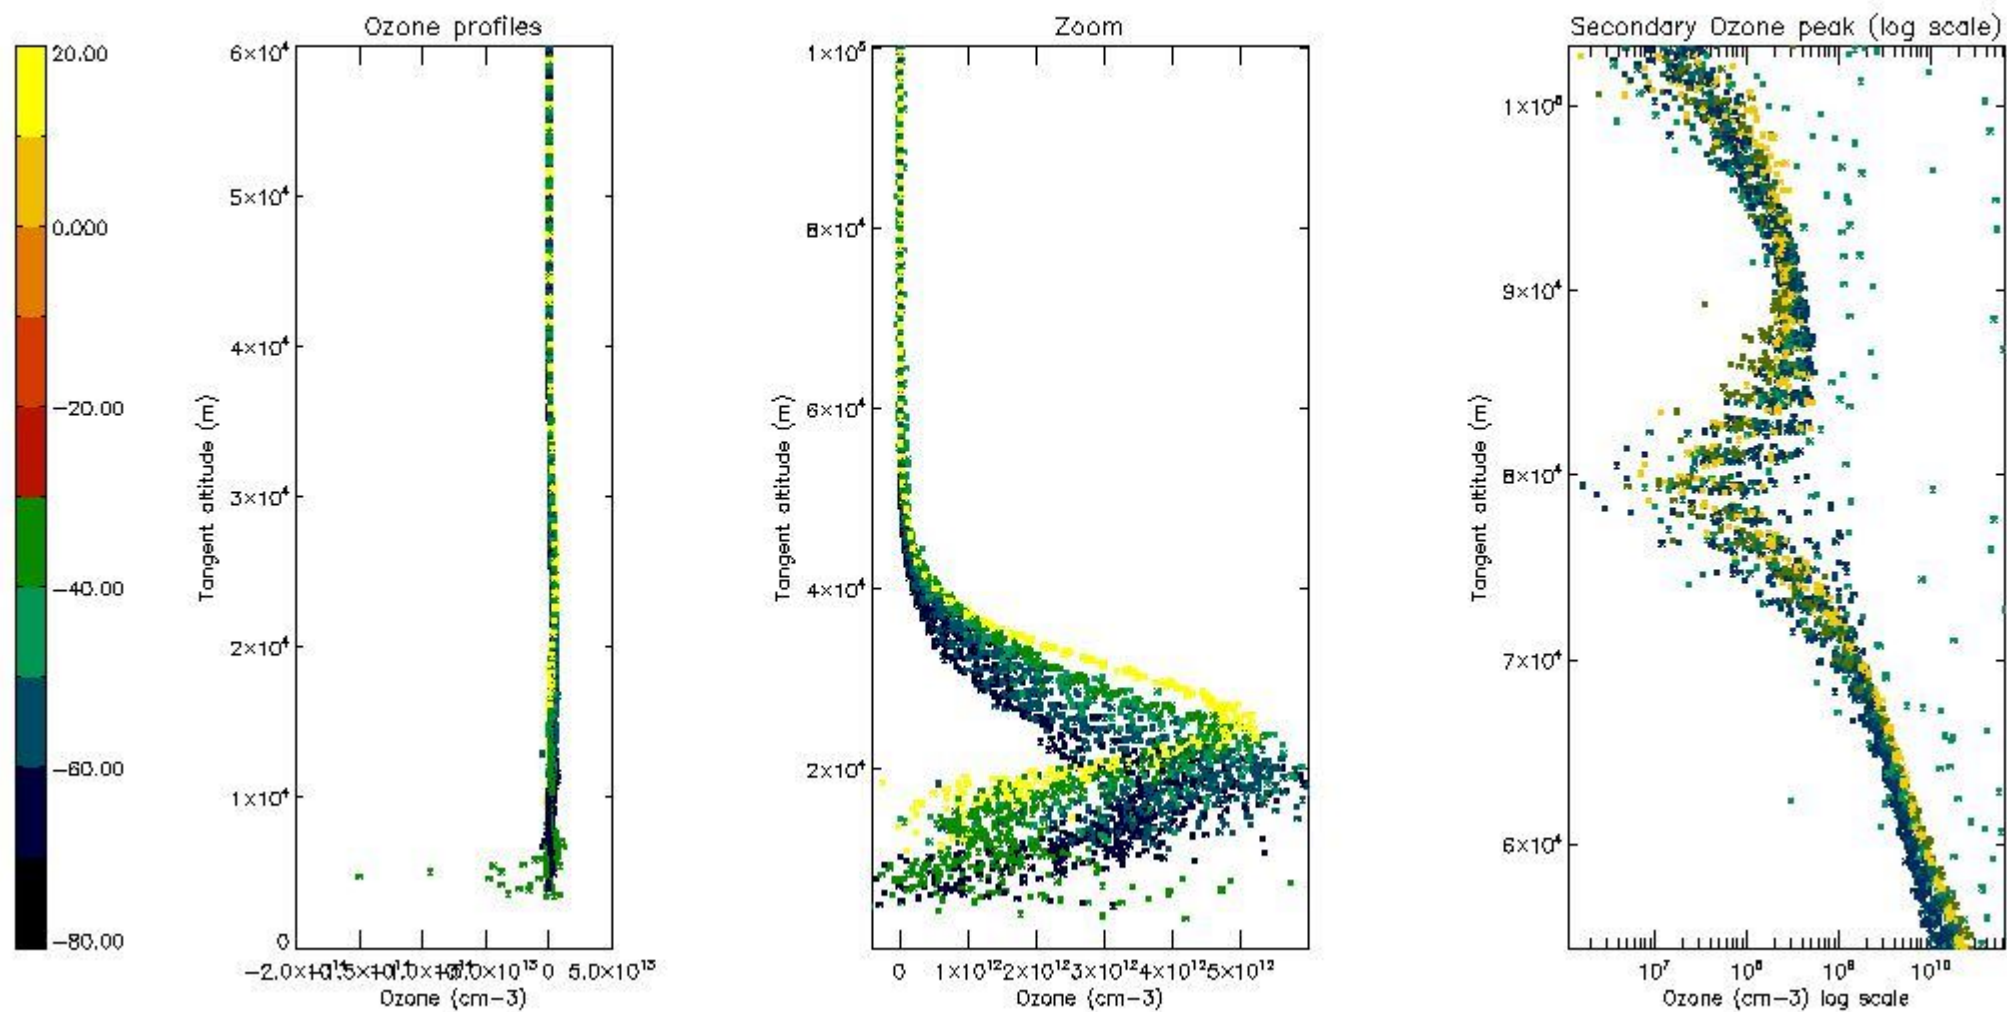 Ozone profiles
Zoom
Secondary Ozone peak (log scale)
20.00
0.000
−20.00
−40.00
−60.00
−80.00
6×10⁴
5×10⁴
4×10⁴
3×10⁴
2×10⁴
1×10⁴
0
Tangent altitude (m)
0 5.0×10¹³
Ozone (cm−3)
1×10⁵
8×10⁴
6×10⁴
4×10⁴
2×10⁴
Tangent altitude (m)
0 1×10¹² 2×10¹² 3×10¹² 4×10¹² 5×10¹²
Ozone (cm−3)
9×10⁴
8×10⁴
7×10⁴
6×10⁴
Tangent altitude (m)
10⁷ 10⁸ 10⁹ 10¹⁰
Ozone (cm−3) log scale